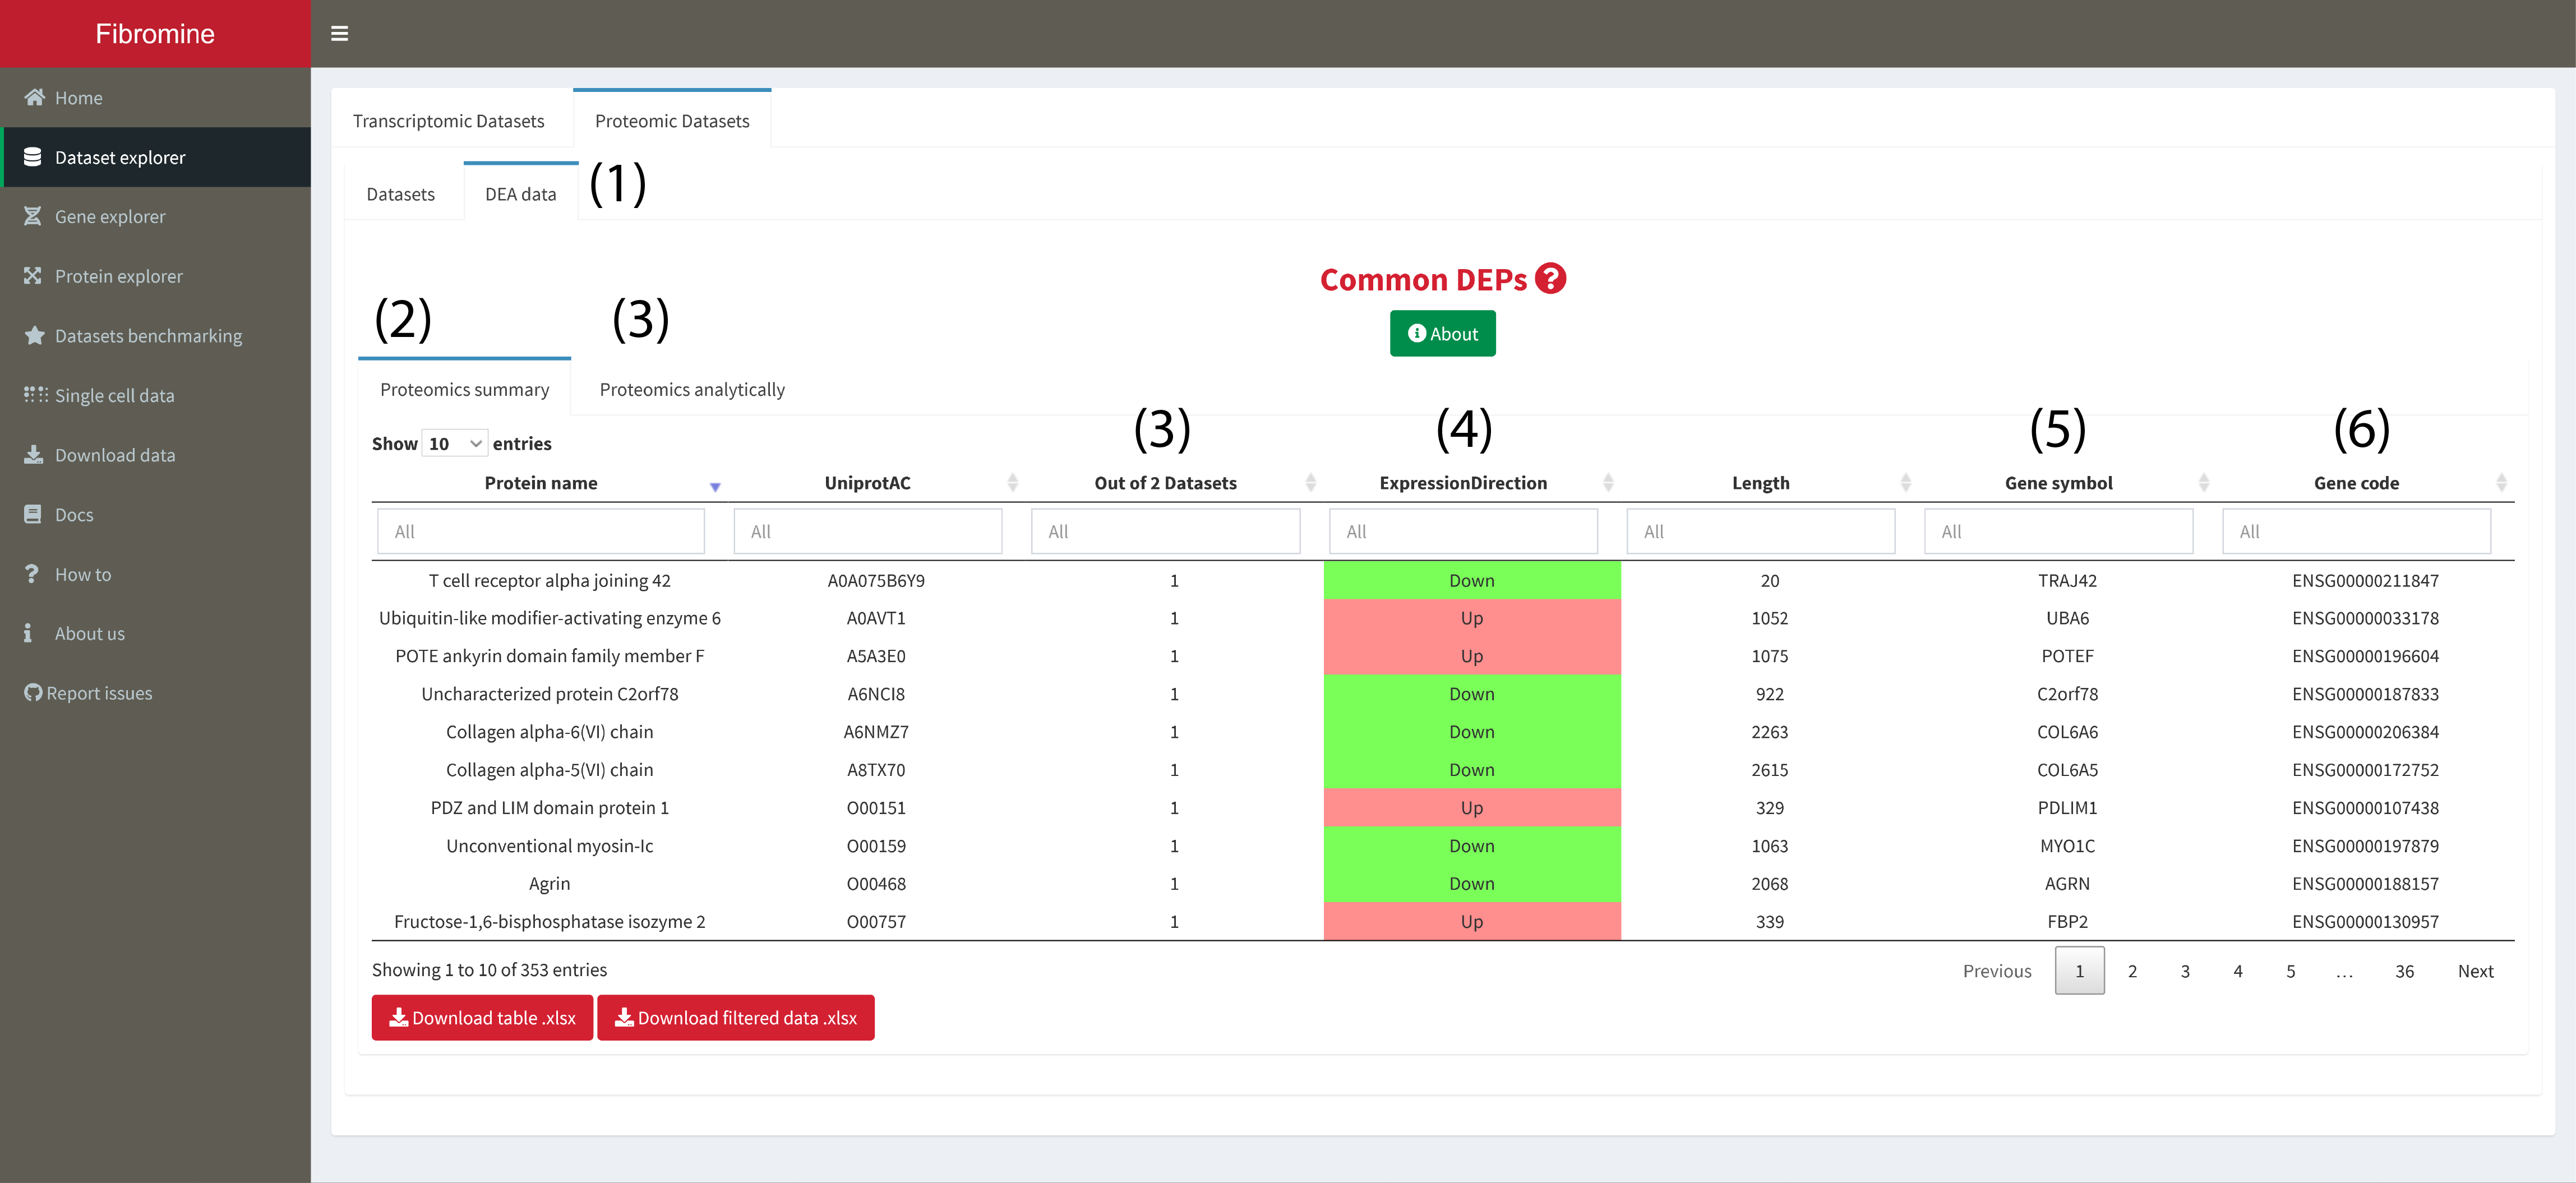 Fibromine
Home
Dataset explorer
Gene explorer
Protein explorer
Datasets benchmarking
Single cell data
Download data
Docs
How to
About us
Report issues
Transcriptomic Datasets Proteomic Datasets
Datasets DEA data (1)
Common DEPs ?
About
(2) (3)
Proteomics summary Proteomics analytically
(3) (4) (5) (6)
Show 10 entries
Protein name UniprotAC Out of 2 Datasets ExpressionDirection Length Gene symbol Gene code
All All All All All All All
T cell receptor alpha joining 42 A0A075B6Y9 1 Down 20 TRAJ42 ENSG00000211847
Ubiquitin-like modifier-activating enzyme 6 A0AVT1 1 Up 1052 UBA6 ENSG00000033178
POTE ankyrin domain family member F A5A3E0 1 Up 1075 POTEF ENSG00000196604
Uncharacterized protein C2orf78 A6NCI8 1 Down 922 C2orf78 ENSG00000187833
Collagen alpha-6(VI) chain A6NMZ7 1 Down 2263 COL6A6 ENSG00000206384
Collagen alpha-5(VI) chain A8TX70 1 Down 2615 COL6A5 ENSG00000172752
PDZ and LIM domain protein 1 O00151 1 Up 329 PDLIM1 ENSG00000107438
Unconventional myosin-Ic O00159 1 Down 1063 MYO1C ENSG00000197879
Agrin O00468 1 Down 2068 AGRN ENSG00000188157
Fructose-1,6-bisphosphatase isozyme 2 O00757 1 Up 339 FBP2 ENSG00000130957
Showing 1 to 10 of 353 entries
Previous 1 2 3 4 5 … 36 Next
Download table .xlsx Download filtered data .xlsx